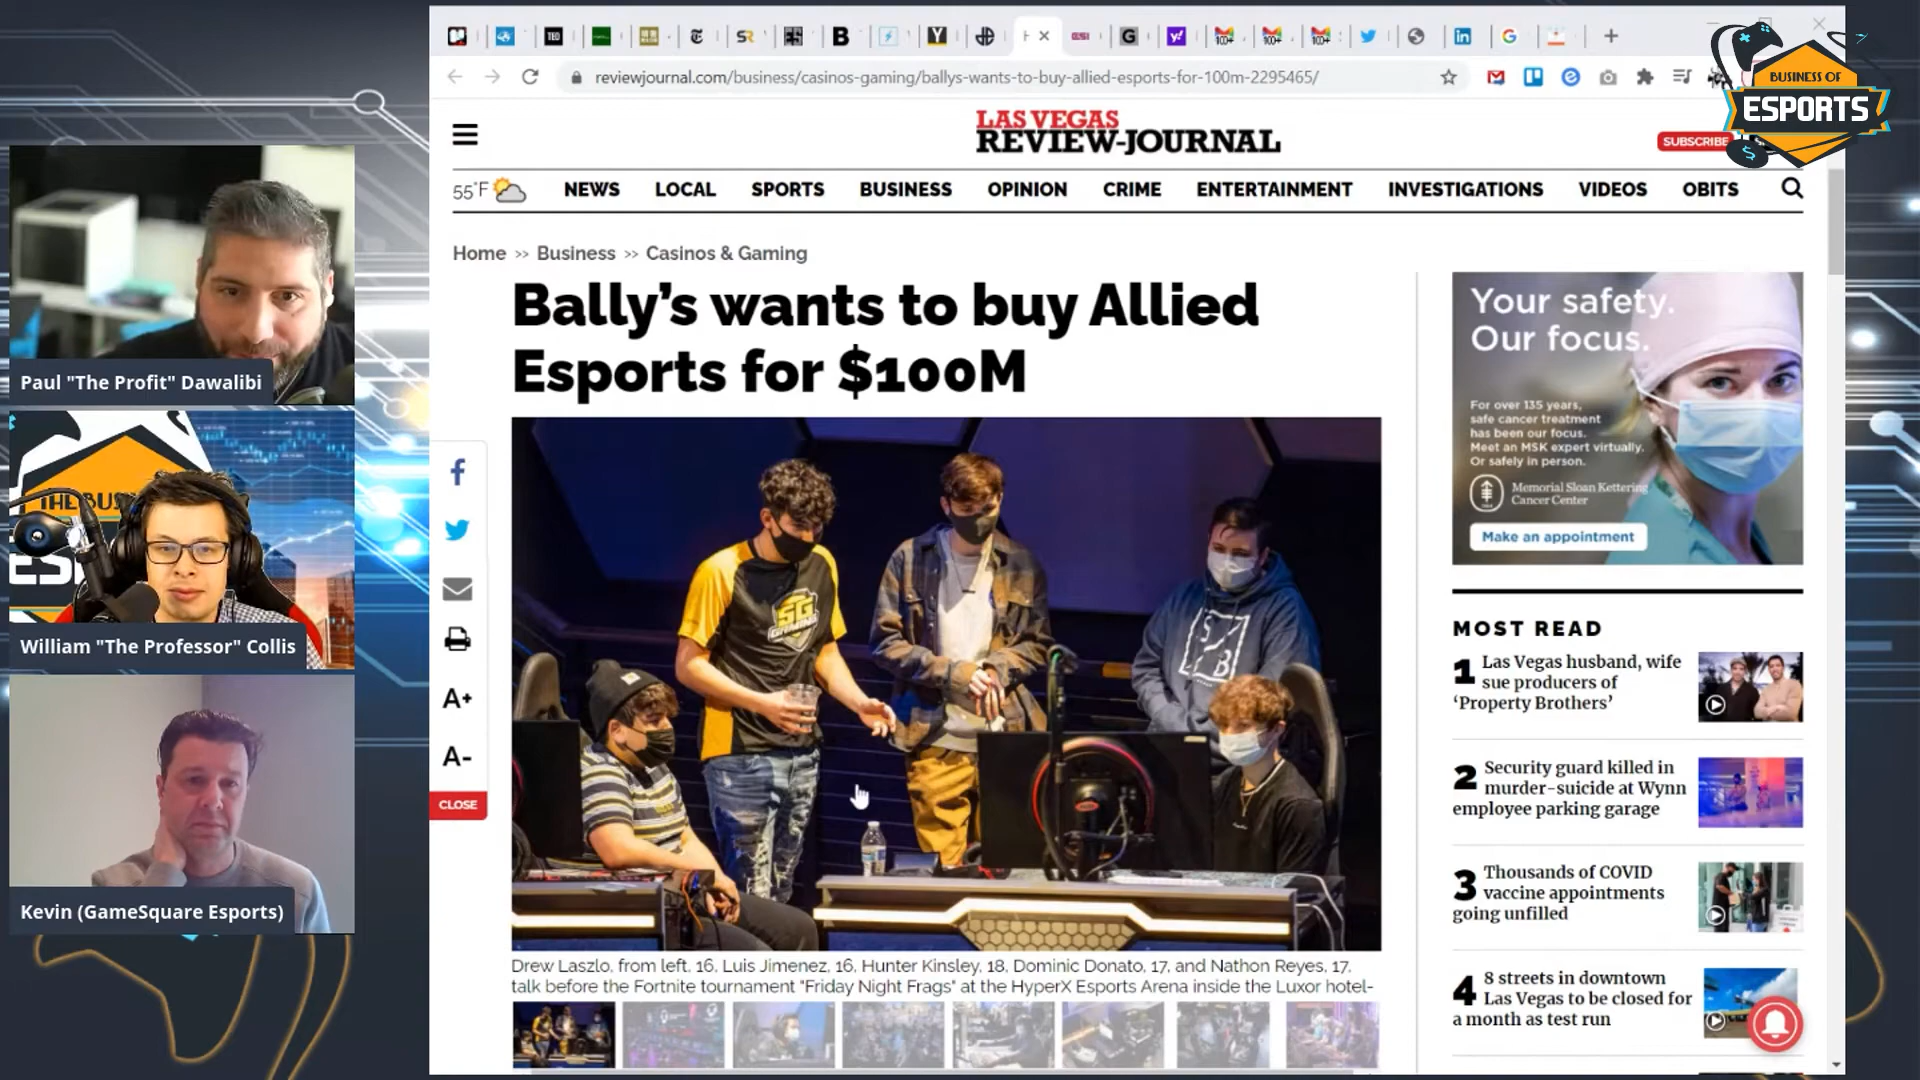 reviewjournal.com/business/casinos-gaming/ballys-wants-to-buy-allied-esports-for-100m-2295465/
BUSINESS OF
ESPORTS
LAS VEGAS
REVIEW-JOURNAL
SUBSCRIBE
55°F
NEWS LOCAL SPORTS BUSINESS OPINION CRIME ENTERTAINMENT INVESTIGATIONS VIDEOS OBITS
Home >> Business >> Casinos & Gaming
Bally's wants to buy Allied
Esports for $100M
Your safety.
Our focus.
For over 135 years,
safe cancer treatment
has been our focus.
Meet an MSK expert virtually.
Or safely in person.
Memorial Sloan Kettering
Cancer Center
Make an appointment
Paul "The Profit" Dawalibi
William "The Professor" Collis
Kevin (GameSquare Esports)
A+
A-
CLOSE
SG
GAMING
Drew Laszlo, from left, 16, Luis Jimenez, 16, Hunter Kinsley, 18, Dominic Donato, 17, and Nathon Reyes, 17,
talk before the Fortnite tournament "Friday Night Frags" at the HyperX Esports Arena inside the Luxor hotel-
MOST READ
1 Las Vegas husband, wife
sue producers of
‘Property Brothers’
2 Security guard killed in
murder-suicide at Wynn
employee parking garage
3 Thousands of COVID
vaccine appointments
going unfilled
4 8 streets in downtown
Las Vegas to be closed for
a month as test run